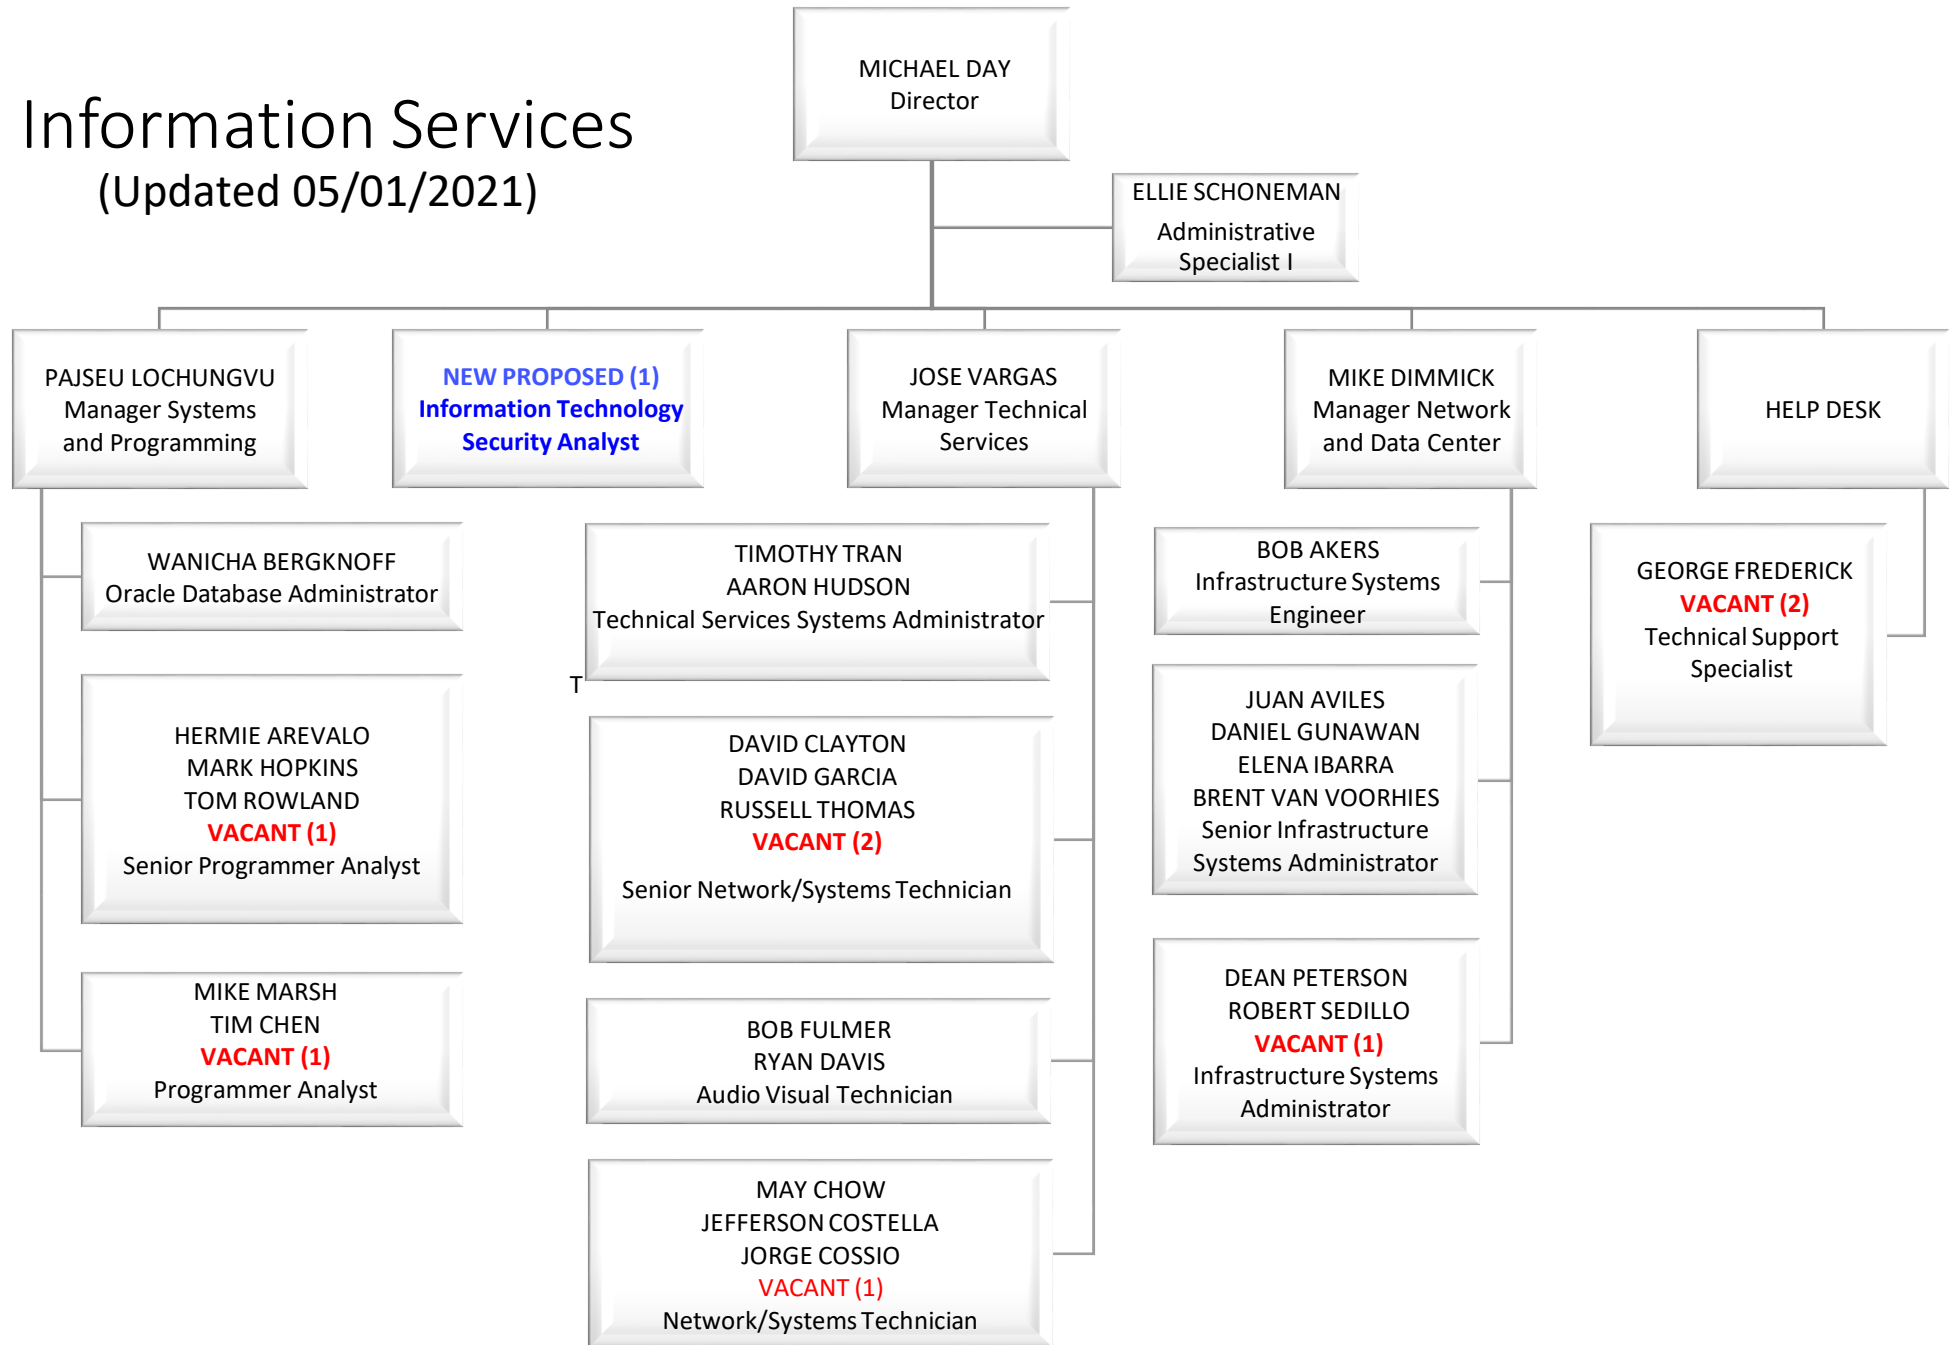 Information Services
(Updated 05/01/2021)
MICHAEL DAY
Director
ELLIE SCHONEMAN
Administrative
Specialist I
PAJSEU LOCHUNGVU
Manager Systems
and Programming
NEW PROPOSED (1)
Information Technology
Security Analyst
JOSE VARGAS
Manager Technical
Services
MIKE DIMMICK
Manager Network
and Data Center
HELP DESK
WANICHA BERGKNOFF
Oracle Database Administrator
HERMIE AREVALO
MARK HOPKINS
TOM ROWLAND
VACANT (1)
Senior Programmer Analyst
MIKE MARSH
TIM CHEN
VACANT (1)
Programmer Analyst
TIMOTHY TRAN
AARON HUDSON
Technical Services Systems Administrator
T
DAVID CLAYTON
DAVID GARCIA
RUSSELL THOMAS
VACANT (2)
Senior Network/Systems Technician
BOB FULMER
RYAN DAVIS
Audio Visual Technician
MAY CHOW
JEFFERSON COSTELLA
JORGE COSSIO
VACANT (1)
Network/Systems Technician
BOB AKERS
Infrastructure Systems
Engineer
JUAN AVILES
DANIEL GUNAWAN
ELENA IBARRA
BRENT VAN VOORHIES
Senior Infrastructure
Systems Administrator
DEAN PETERSON
ROBERT SEDILLO
VACANT (1)
Infrastructure Systems
Administrator
GEORGE FREDERICK
VACANT (2)
Technical Support
Specialist